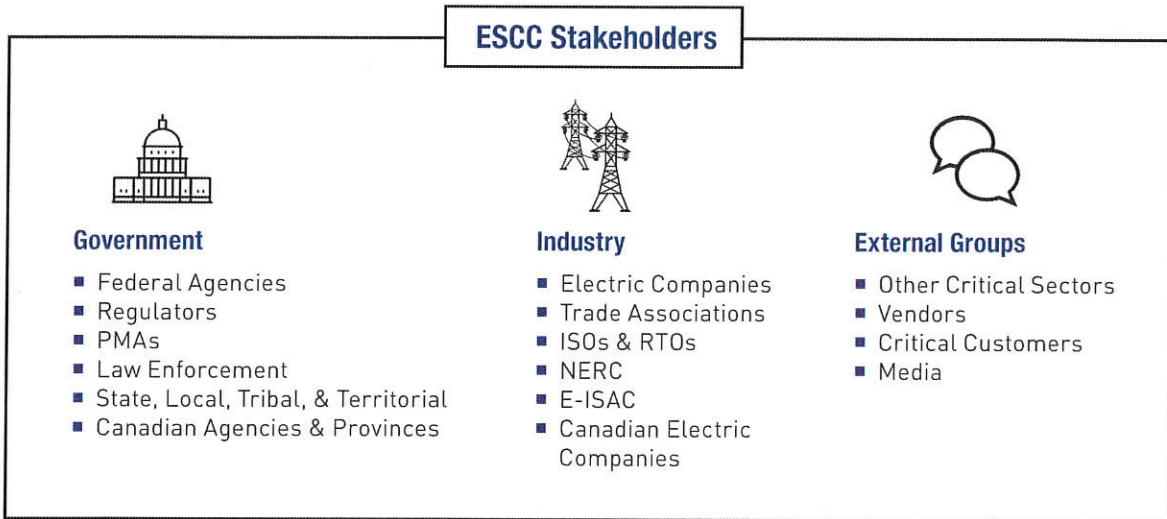 ESCC Stakeholders
Government
Federal Agencies
Regulators
PMAs
Law Enforcement
State, Local, Tribal, & Territorial
Canadian Agencies & Provinces
Industry
Electric Companies
Trade Associations
ISOs & RTOs
NERC
E-ISAC
Canadian Electric
Companies
External Groups
Other Critical Sectors
Vendors
Critical Customers
Media